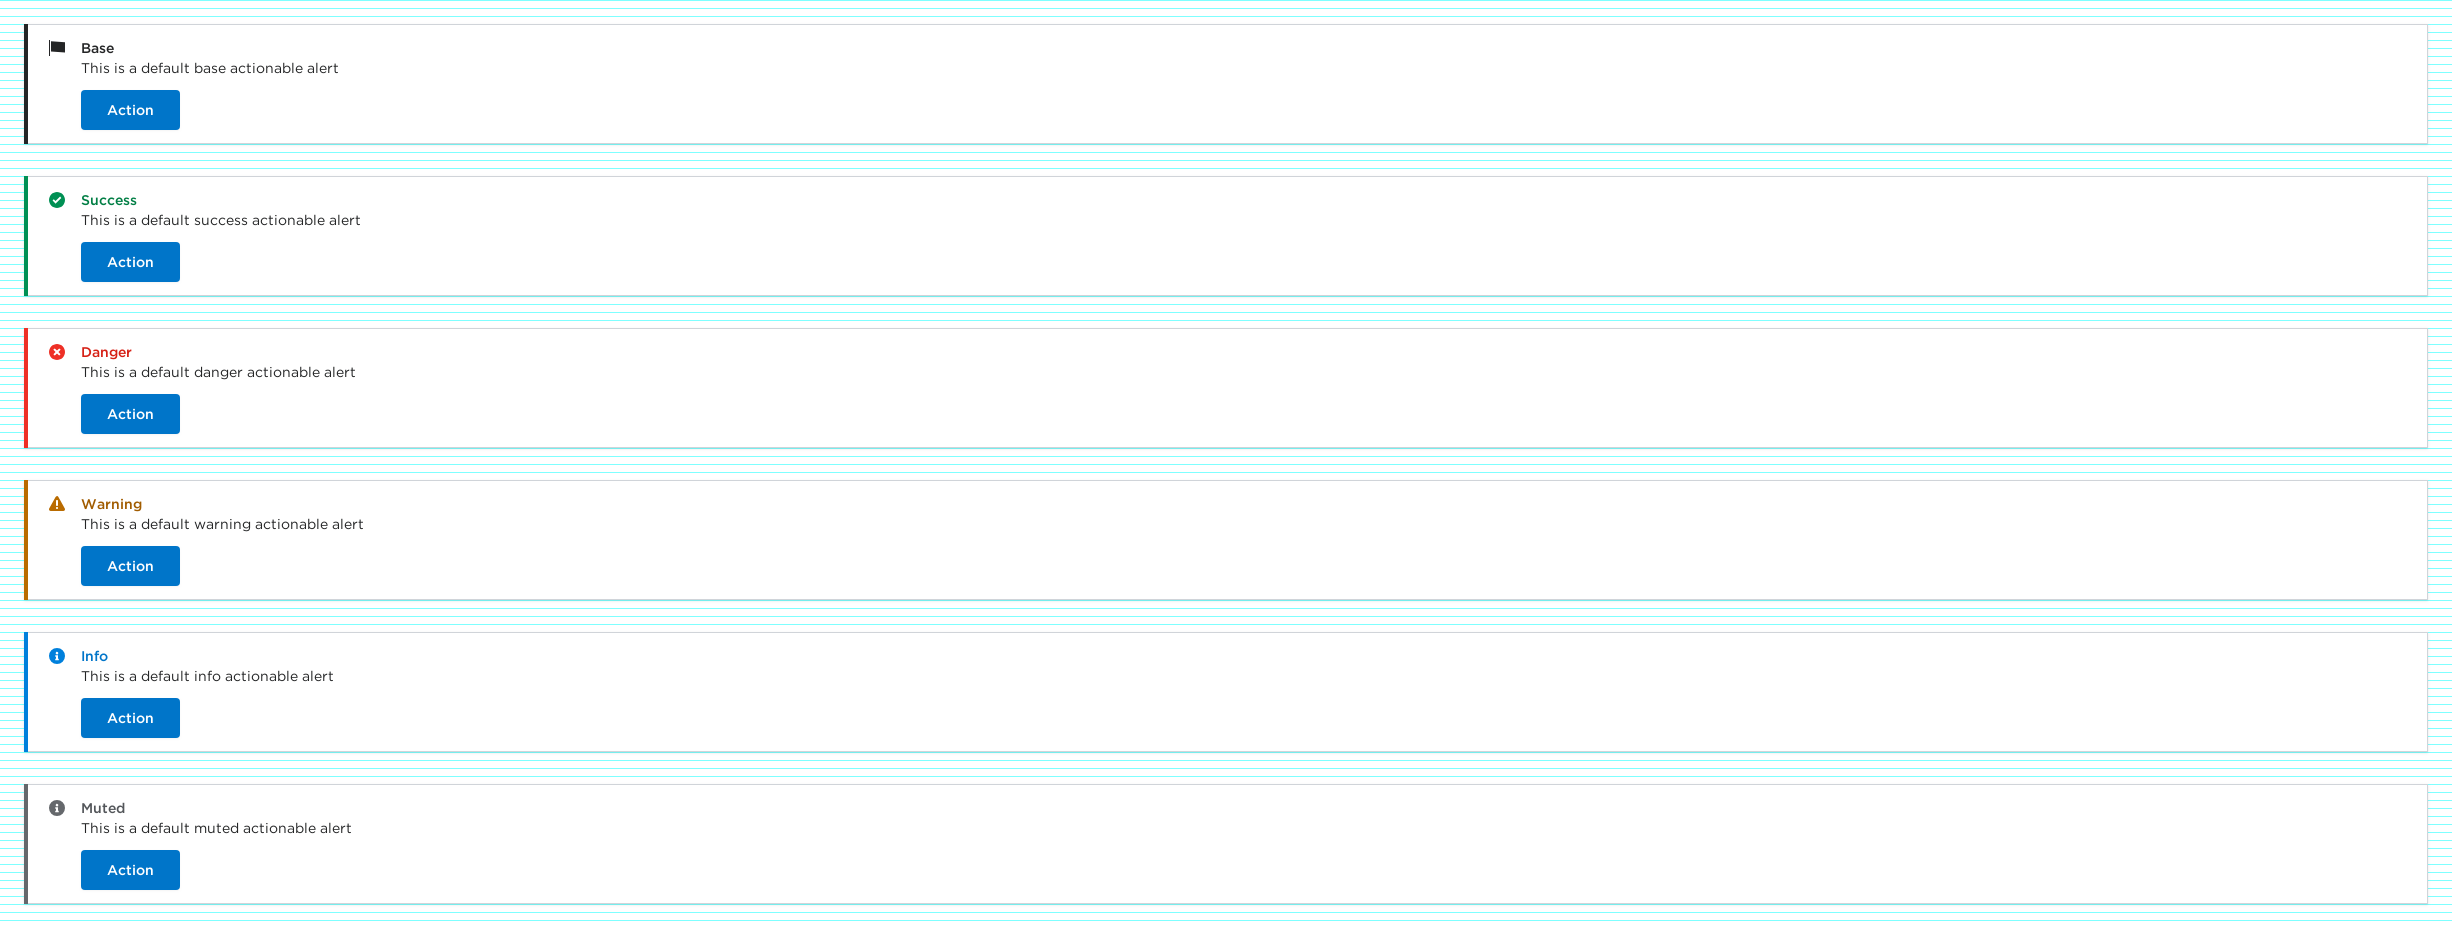 Base
This is a default base actionable alert
Action
Success
This is a default success actionable alert
Action
Danger
This is a default danger actionable alert
Action
Warning
This is a default warning actionable alert
Action
Info
This is a default info actionable alert
Action
Muted
This is a default muted actionable alert
Action